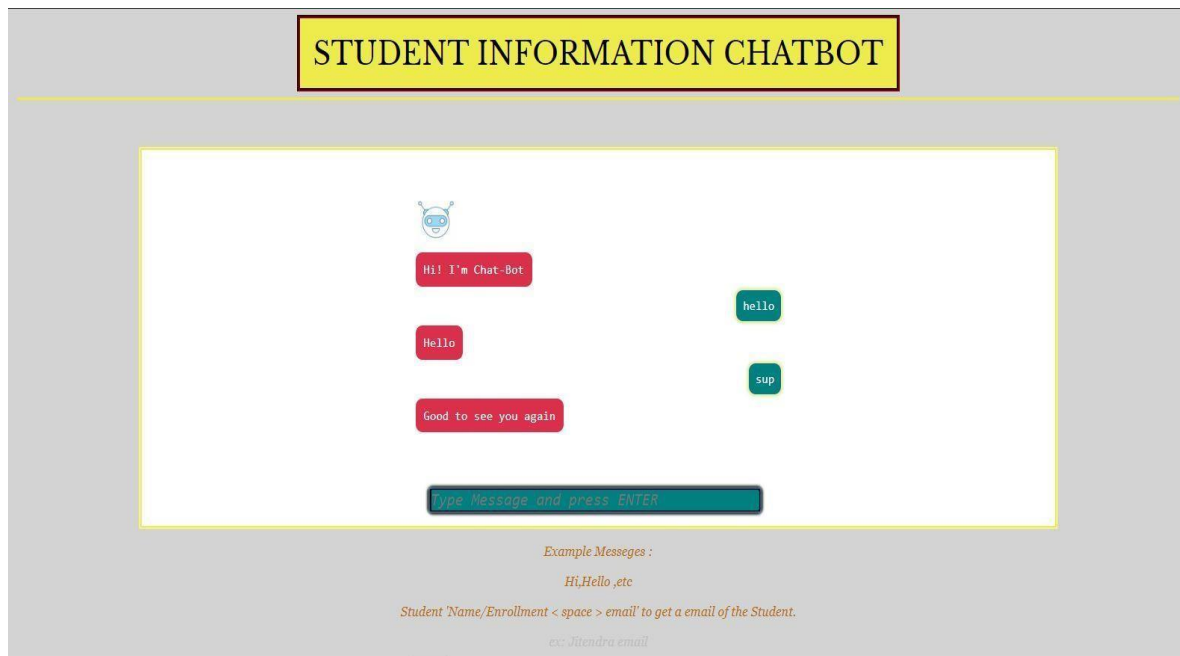 STUDENT INFORMATION CHATBOT
Hi! I'm Chat-Bot
hello
Hello
sup
Good to see you again
Type Message and press ENTER
Example Messeges :
Hi,Hello ,etc
Student 'Name/Enrollment < space > email' to get a email of the Student.
ex: Jitendra email